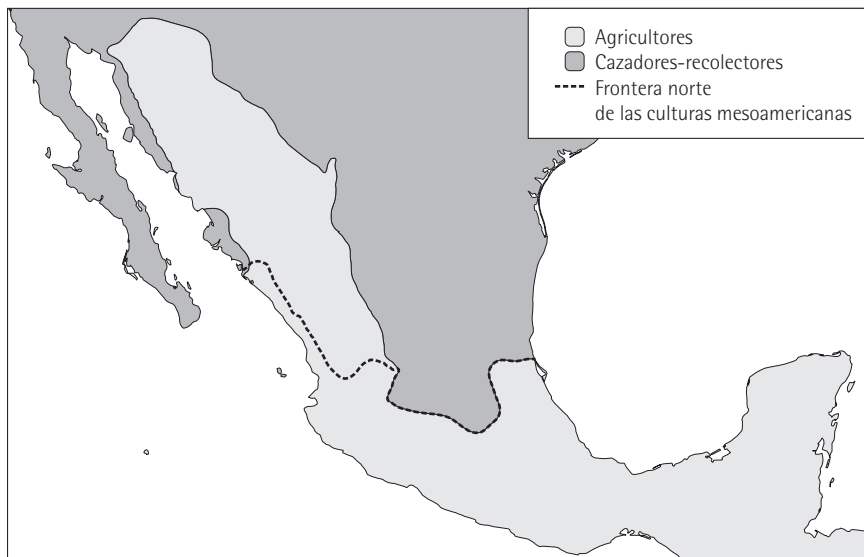 Agricultores
Cazadores-recolectores
Frontera norte
de las culturas mesoamericanas